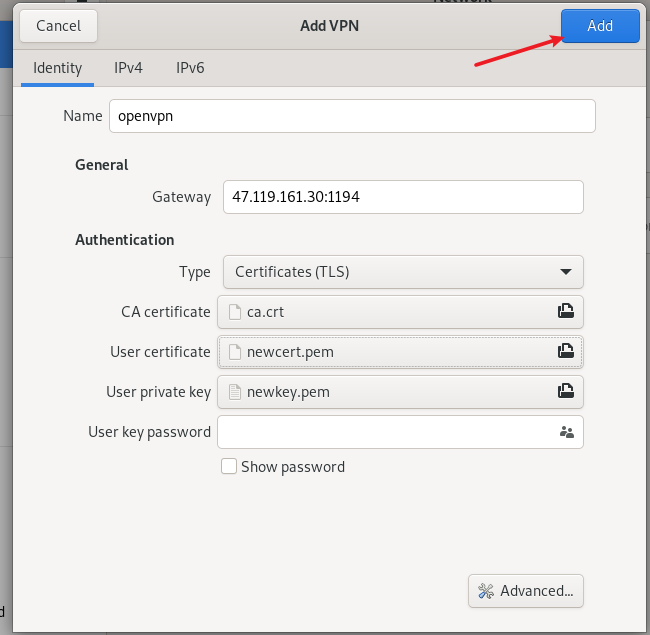 Cancel
Add VPN
Add
Identity
IPv4
IPv6
Name
openvpn
General
Gateway
47.119.161.30:1194
Authentication
Type
Certificates (TLS)
CA certificate
ca.crt
User certificate
newcert.pem
User private key
newkey.pem
User key password
Show password
Advanced...